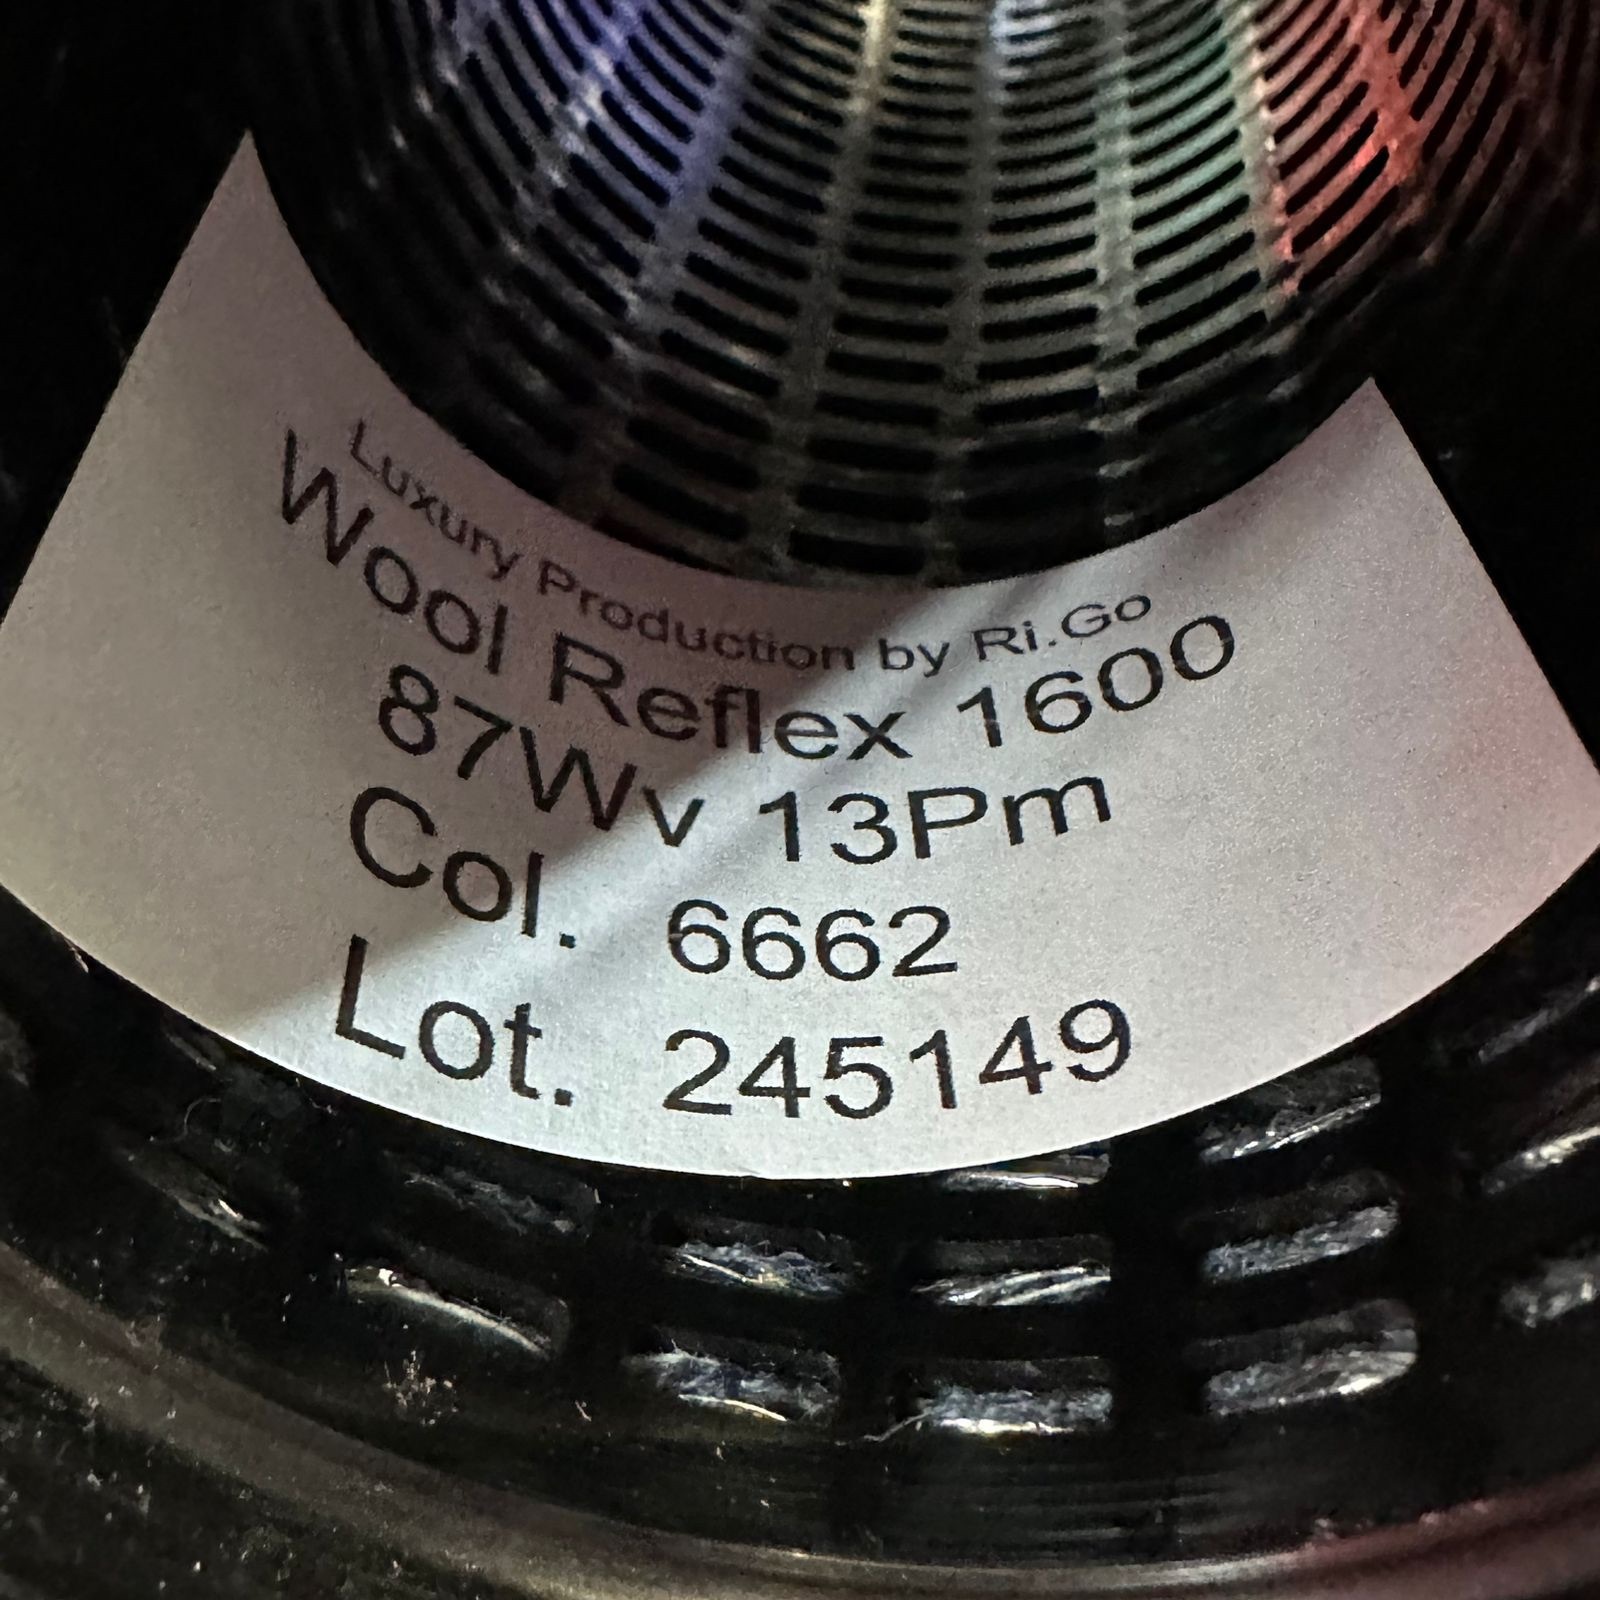 Luxury Production by Ri.Go
Wool Reflex 1600
87Wv 13Pm
Col. 6662
Lot. 245149